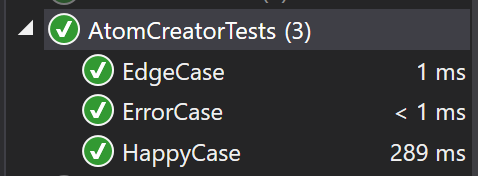 AtomCreatorTests (3)
EdgeCase 1 ms
ErrorCase < 1 ms
HappyCase 289 ms